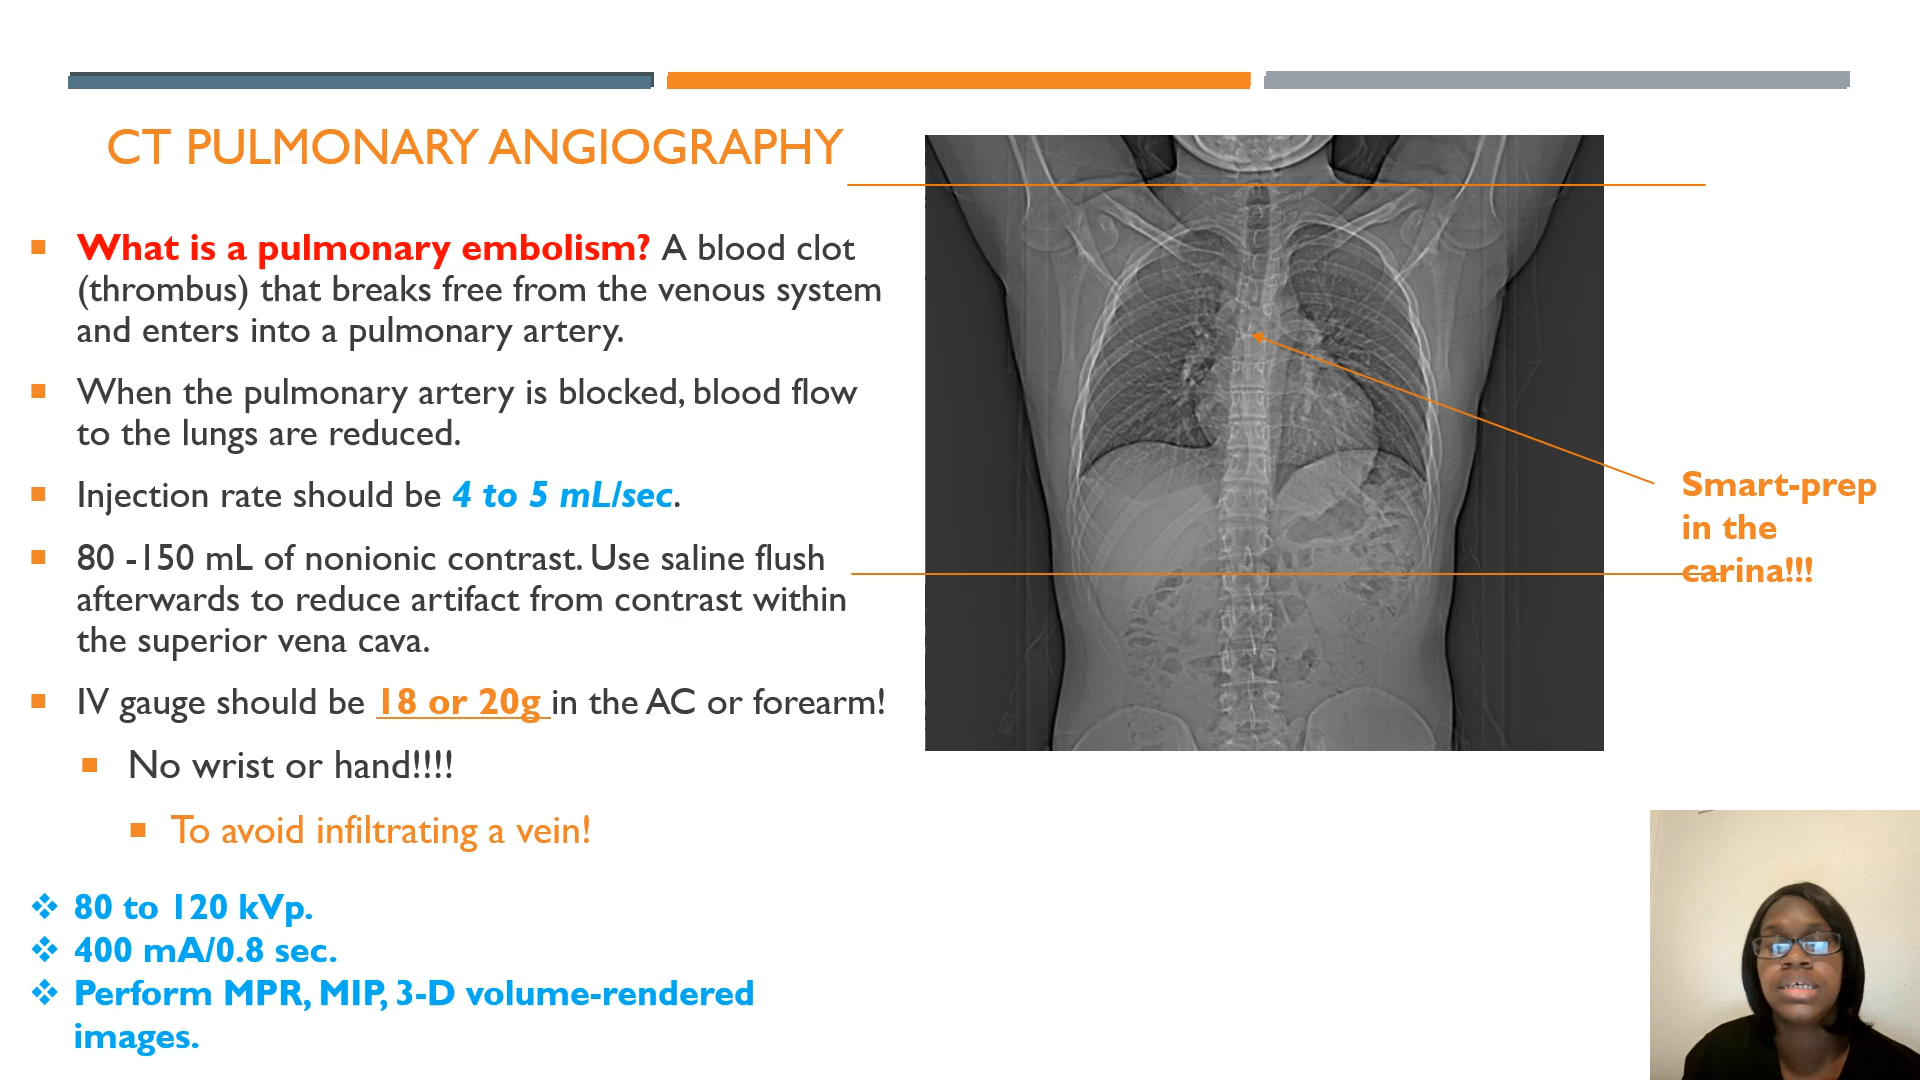 CT PULMONARY ANGIOGRAPHY
What is a pulmonary embolism? A blood clot
(thrombus) that breaks free from the venous system
and enters into a pulmonary artery.
When the pulmonary artery is blocked, blood flow
to the lungs are reduced.
Injection rate should be 4 to 5 mL/sec.
80 -150 mL of nonionic contrast. Use saline flush
afterwards to reduce artifact from contrast within
the superior vena cava.
IV gauge should be 18 or 20g in the AC or forearm!
No wrist or hand!!!!
To avoid infiltrating a vein!
80 to 120 kVp.
400 mA/0.8 sec.
Perform MPR, MIP, 3-D volume-rendered
images.
Smart-prep
in the
carina!!!